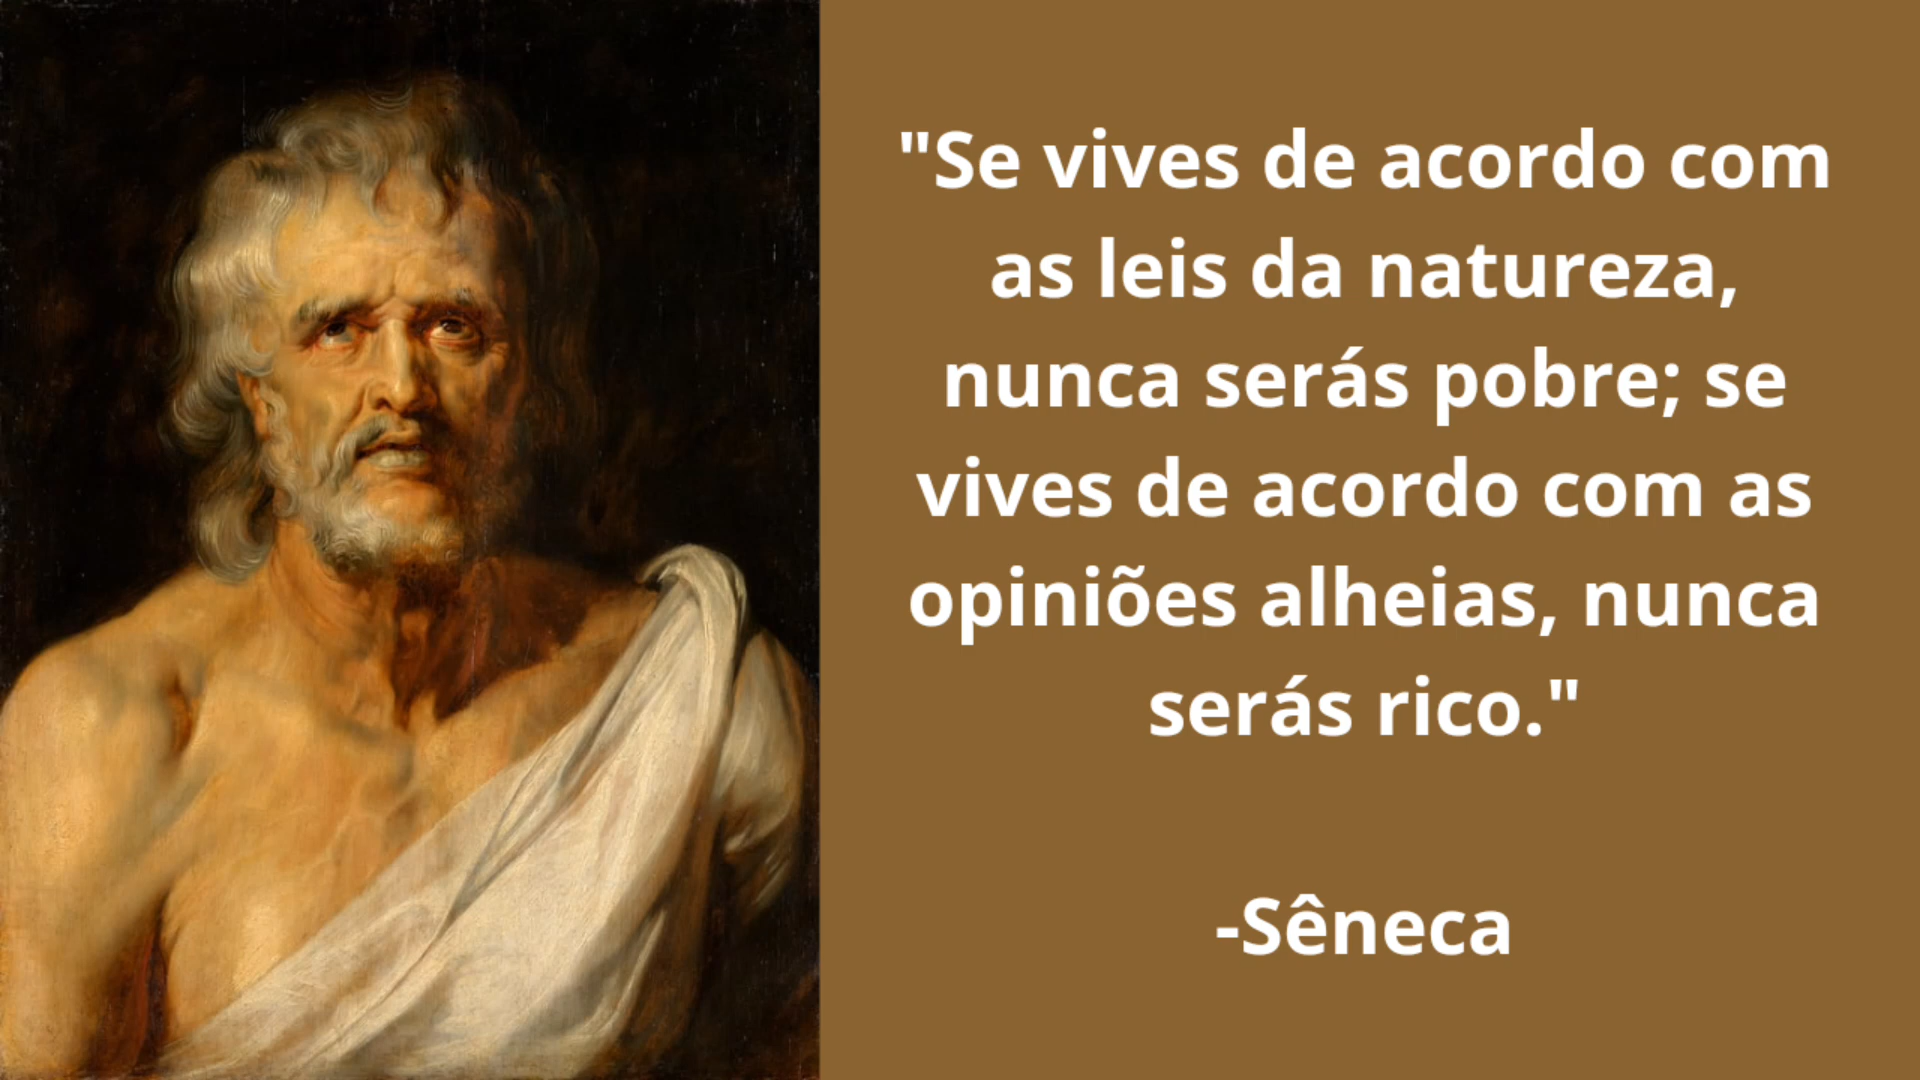 "Se vives de acordo com
as leis da natureza,
nunca serás pobre; se
vives de acordo com as
opiniões alheias, nunca
serás rico."
-Sêneca